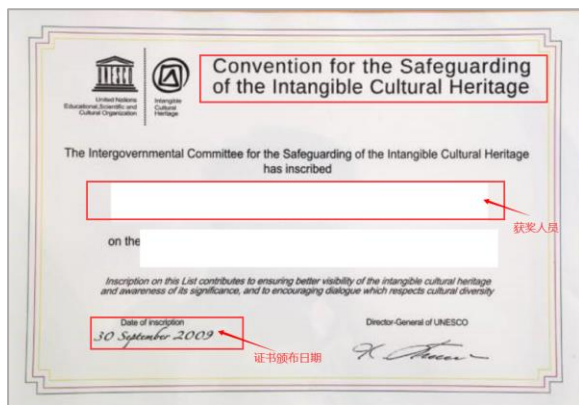 Convention for the Safeguarding
of the Intangible Cultural Heritage
United Nations
Educational, Scientific and
Cultural Organization
Intangible
Cultural
Heritage
The Intergovernmental Committee for the Safeguarding of the Intangible Cultural Heritage
has inscribed
获奖人员
on the
Inscription on this List contributes to ensuring better visibility of the intangible cultural heritage
and awareness of its significance, and to encouraging dialogue which respects cultural diversity
Date of inscription
30 September 2009
证书颁布日期
Director-General of UNESCO